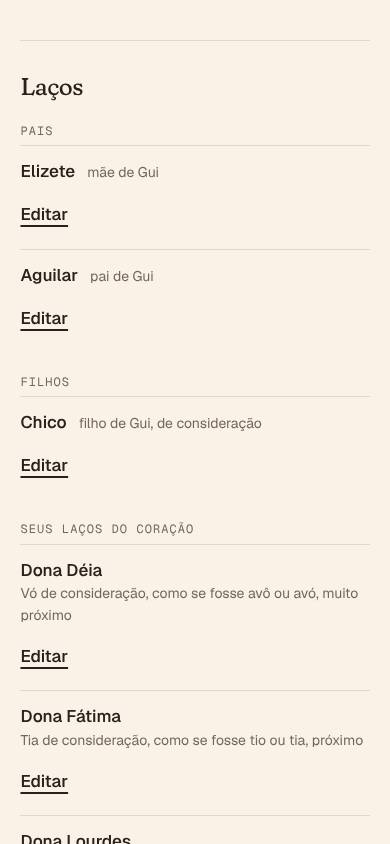 Laços
PAIS
Elizete mãe de Gui
Editar
Aguilar pai de Gui
Editar
FILHOS
Chico filho de Gui, de consideração
Editar
SEUS LAÇOS DO CORAÇÃO
Dona Déia
Vó de consideração, como se fosse avô ou avó, muito
próximo
Editar
Dona Fátima
Tia de consideração, como se fosse tio ou tia, próximo
Editar
Dona Lourdes